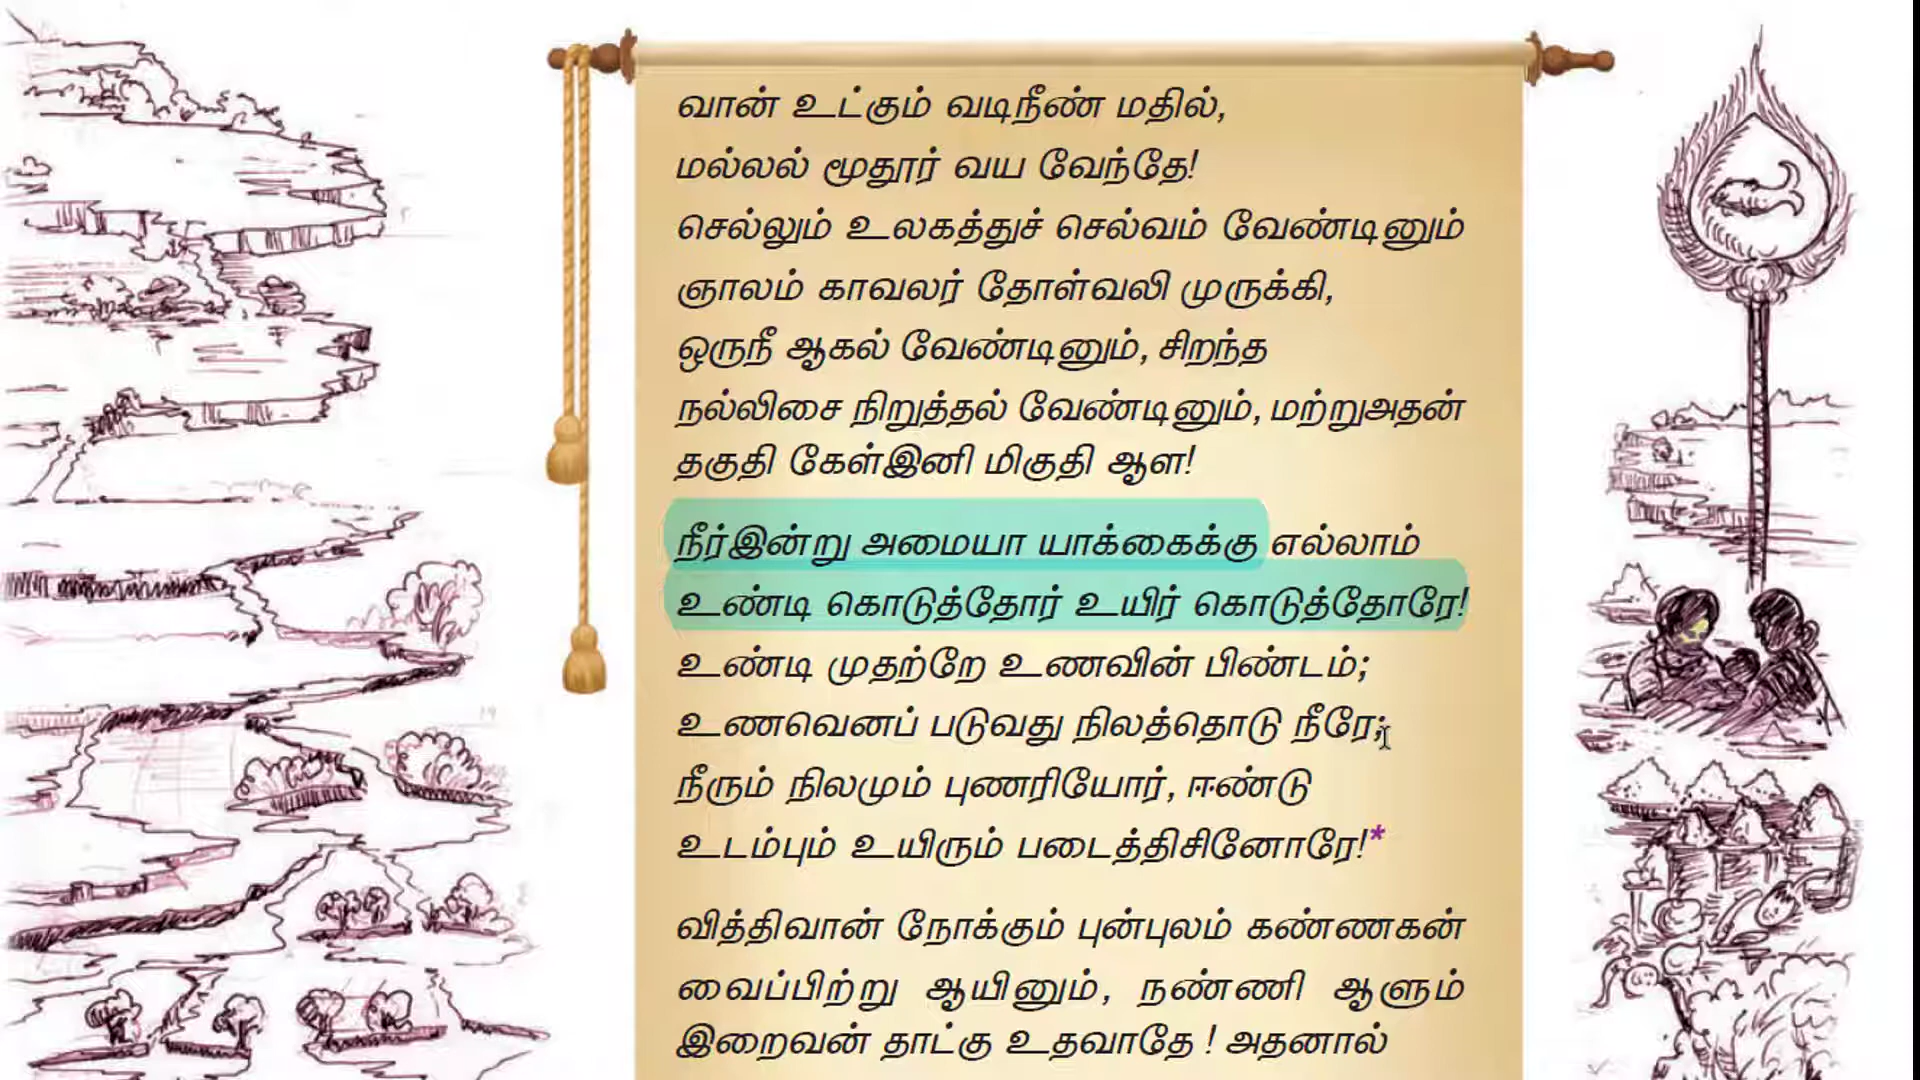 வான் உட்கும் வடிநீண் மதில்,
மல்லல் மூதூர் வய வேந்தே!
செல்லும் உலகத்துச் செல்வம் வேண்டினும்
ஞாலம் காவலர் தோள்வலி முருக்கி,
ஒருநீ ஆகல் வேண்டினும், சிறந்த
நல்லிசை நிறுத்தல் வேண்டினும், மற்றுஅதன்
தகுதி கேள்இனி மிகுதி ஆள!
நீர்இன்று அமையா யாக்கைக்கு எல்லாம்
உண்டி கொடுத்தோர் உயிர் கொடுத்தோரே!
உண்டி முதற்றே உணவின் பிண்டம்;
உணவெனப் படுவது நிலத்தொடு நீரே;
நீரும் நிலமும் புணரியோர், ஈண்டு
உடம்பும் உயிரும் படைத்திசினோரே!*
வித்திவான் நோக்கும் புன்புலம் கண்ணகன்
வைப்பிற்று ஆயினும், நண்ணி ஆளும்
இறைவன் தாட்கு உதவாதே ! அதனால்